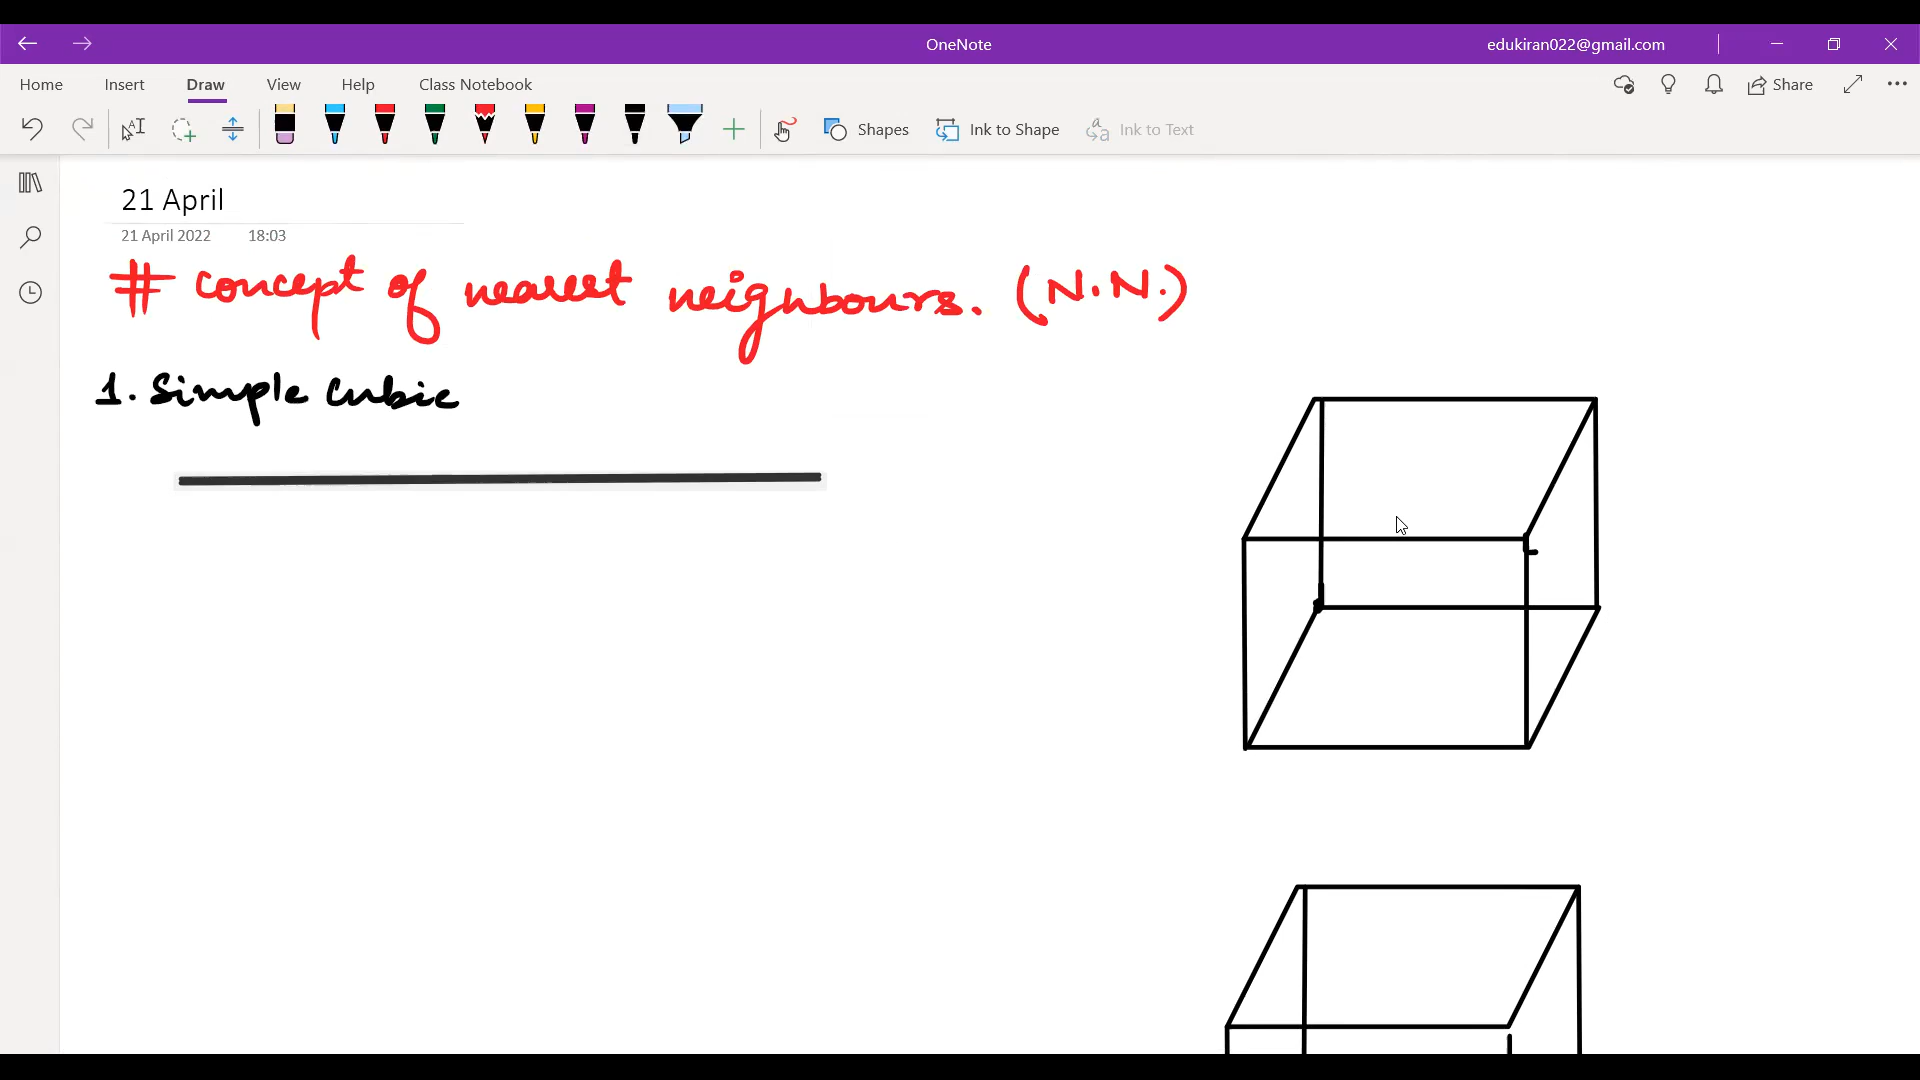 OneNote
edukiran022@gmail.com
Home Insert Draw View Help Class Notebook
Share
Shapes Ink to Shape Ink to Text
21 April
21 April 2022 18:03
# concept of nearest neighbours. (N.N.)
1. Simple Cubic